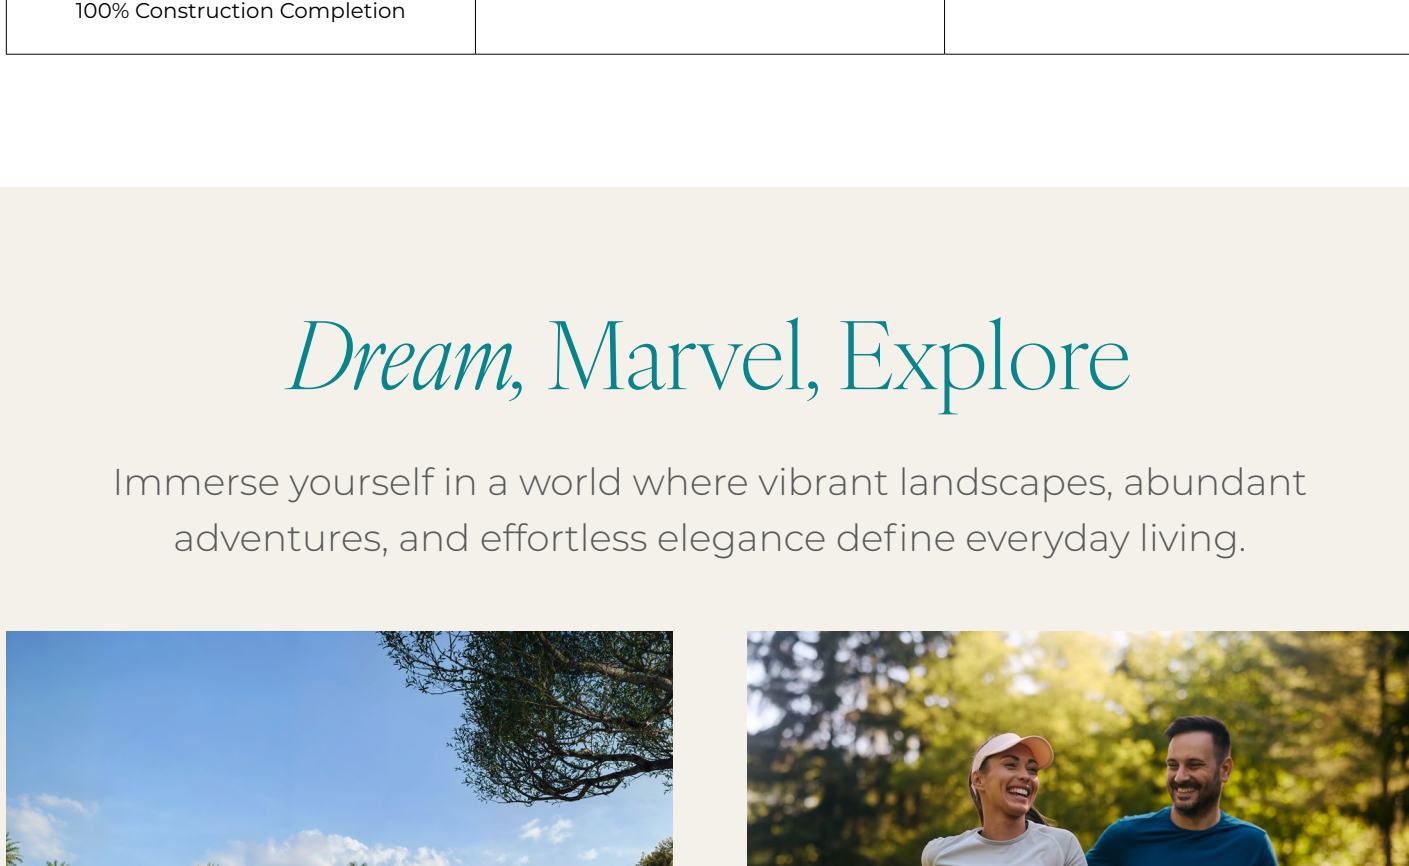 100% Construction Completion
Dream, Marvel, Explore
Immerse yourself in a world where vibrant landscapes, abundant
adventures, and effortless elegance define everyday living.